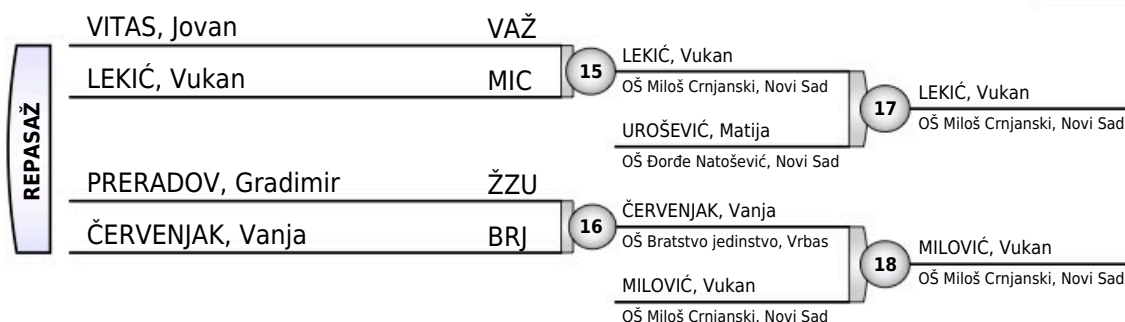 REPASAŽ
VITAS, Jovan VAŽ
LEKIĆ, Vukan MIC
15
LEKIĆ, Vukan
OŠ Miloš Crnjanski, Novi Sad
UROŠEVIĆ, Matija
OŠ Đorđe Natošević, Novi Sad
17
LEKIĆ, Vukan
OŠ Miloš Crnjanski, Novi Sad
PRERADOV, Gradimir ŽZU
ČERVENJAK, Vanja BRJ
16
ČERVENJAK, Vanja
OŠ Bratstvo jedinstvo, Vrbas
MILOVIĆ, Vukan
OŠ Miloš Crnjanski, Novi Sad
18
MILOVIĆ, Vukan
OŠ Miloš Crnjanski, Novi Sad